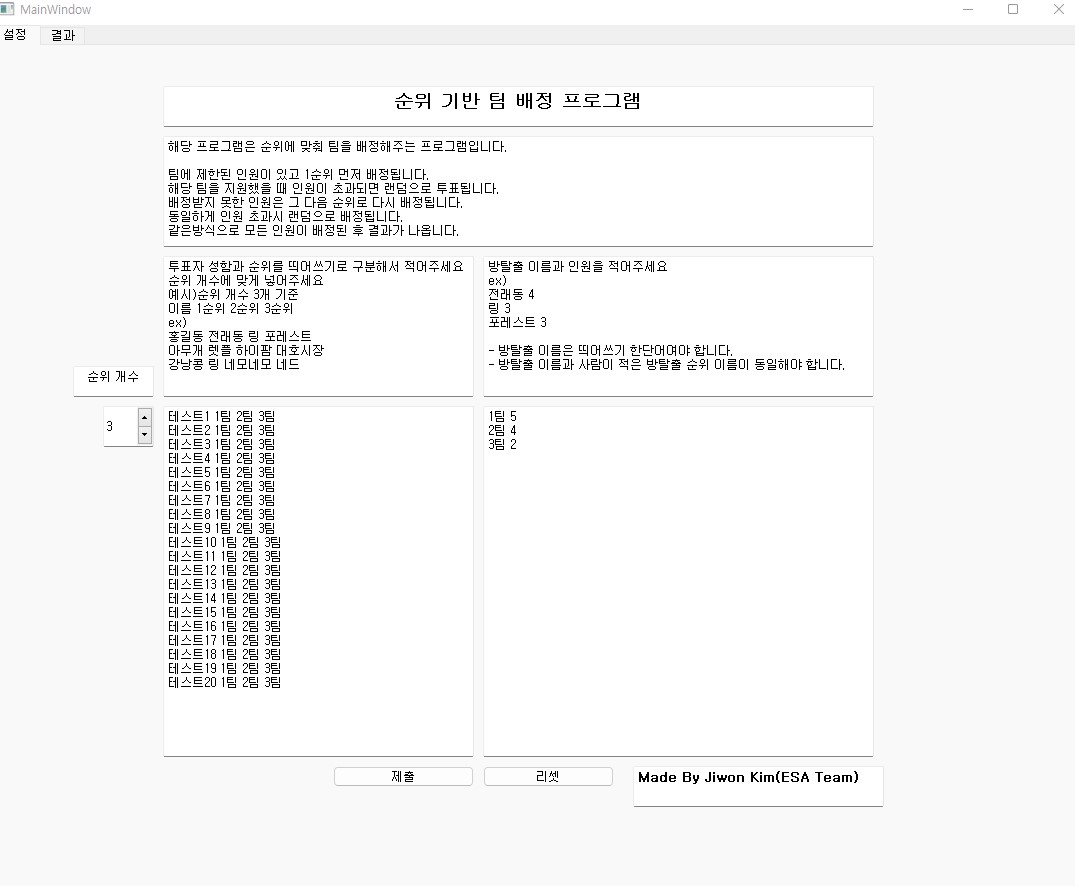 MainWindow
설정 결과
순위 기반 팀 배정 프로그램
해당 프로그램은 순위에 맞춰 팀을 배정해주는 프로그램입니다.
팀에 제한된 인원이 있고 1순위 먼저 배정됩니다.
해당 팀을 지원했을 때 인원이 초과되면 랜덤으로 투표됩니다.
배정받지 못한 인원은 그 다음 순위로 다시 배정됩니다.
동일하게 인원 초과시 랜덤으로 배정됩니다.
같은방식으로 모든 인원이 배정된 후 결과가 나옵니다.
투표자 성함과 순위를 띄어쓰기로 구분해서 적어주세요
순위 개수에 맞게 넣어주세요
예시)순위 개수 3개 기준
이름 1순위 2순위 3순위
ex)
홍길동 전래동 링 포레스트
아무개 렛플 하이팜 대호시장
강낭콩 링 네모네모 네드
방탈출 이름과 인원을 적어주세요
ex)
전래동 4
링 3
포레스트 3
- 방탈출 이름은 띄어쓰기 한단어여야 합니다.
- 방탈출 이름과 사람이 적은 방탈출 순위 이름이 동일해야 합니다.
순위 개수
3
테스트1 1팀 2팀 3팀
테스트2 1팀 2팀 3팀
테스트3 1팀 2팀 3팀
테스트4 1팀 2팀 3팀
테스트5 1팀 2팀 3팀
테스트6 1팀 2팀 3팀
테스트7 1팀 2팀 3팀
테스트8 1팀 2팀 3팀
테스트9 1팀 2팀 3팀
테스트10 1팀 2팀 3팀
테스트11 1팀 2팀 3팀
테스트12 1팀 2팀 3팀
테스트13 1팀 2팀 3팀
테스트14 1팀 2팀 3팀
테스트15 1팀 2팀 3팀
테스트16 1팀 2팀 3팀
테스트17 1팀 2팀 3팀
테스트18 1팀 2팀 3팀
테스트19 1팀 2팀 3팀
테스트20 1팀 2팀 3팀
1팀 5
2팀 4
3팀 2
제출
리셋
Made By Jiwon Kim(ESA Team)